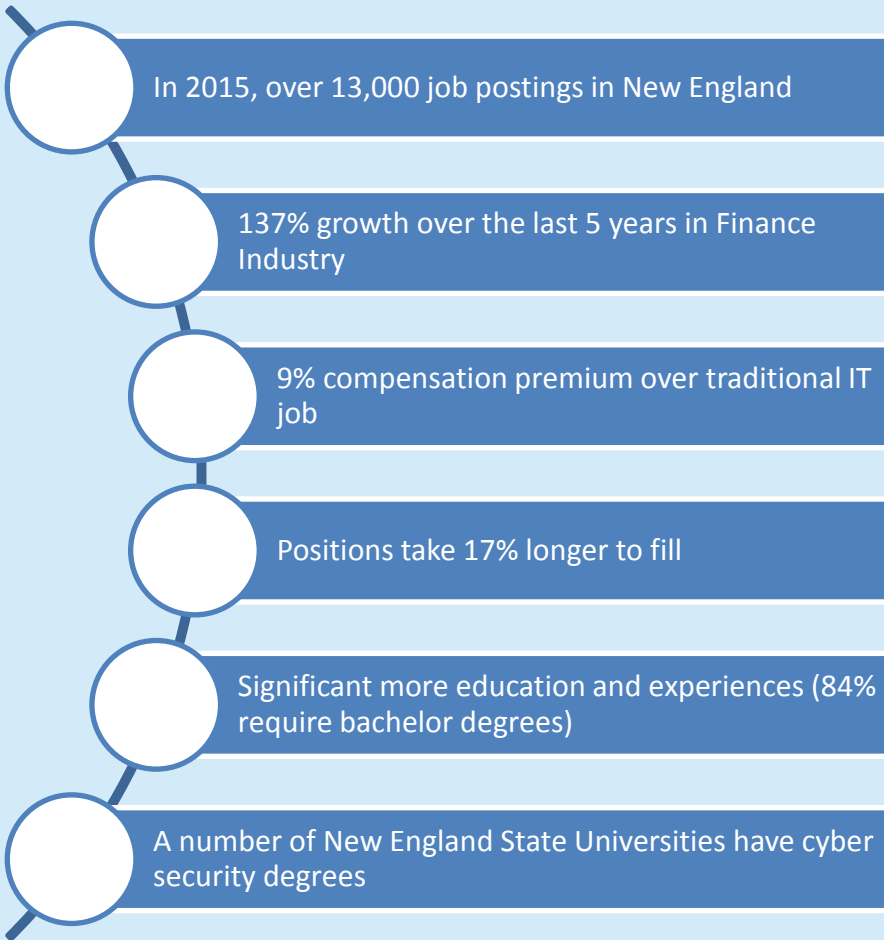 In 2015, over 13,000 job postings in New England
137% growth over the last 5 years in Finance
Industry
9% compensation premium over traditional IT
job
Positions take 17% longer to fill
Significant more education and experiences (84%
require bachelor degrees)
A number of New England State Universities have cyber
security degrees